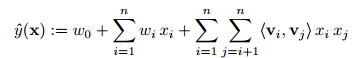 ŷ(x) := w₀ + ∑ᵢ₌₁ⁿ wᵢ xᵢ + ∑ᵢ₌₁ⁿ ∑ⱼ₌ᵢ₊₁ⁿ ⟨vᵢ, vⱼ⟩ xᵢ xⱼ